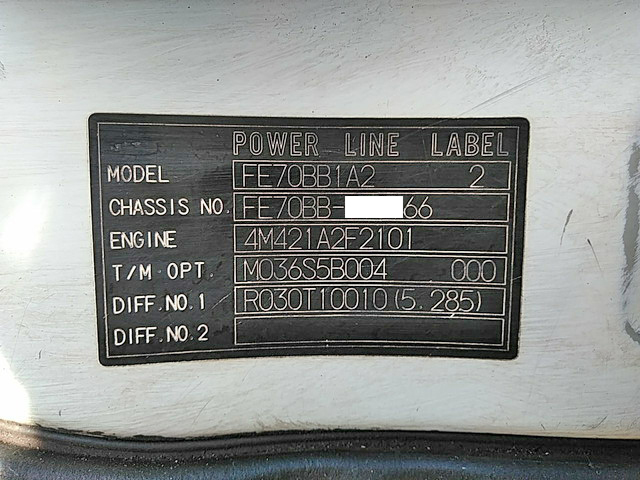 POWER LINE LABEL
MODEL FE70BB1A2 2
CHASSIS NO. FE70BB- 66
ENGINE 4M421A2F2101
T/M OPT. M036S5B004 000
DIFF.NO.1 R030T10010(5.285)
DIFF.NO.2